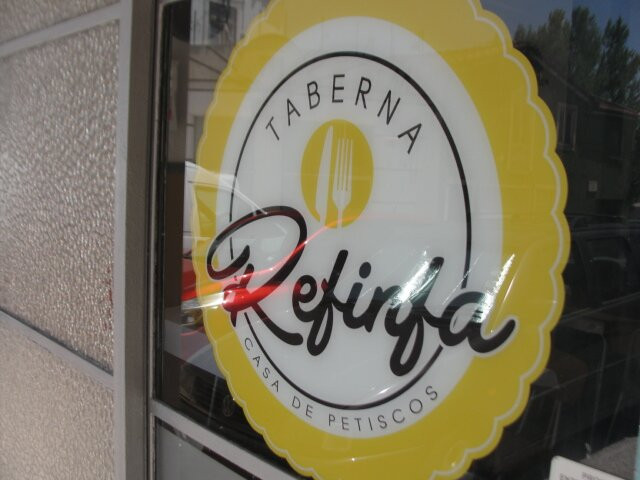 TABERNA
Refinfa
CASA DE PETISCOS